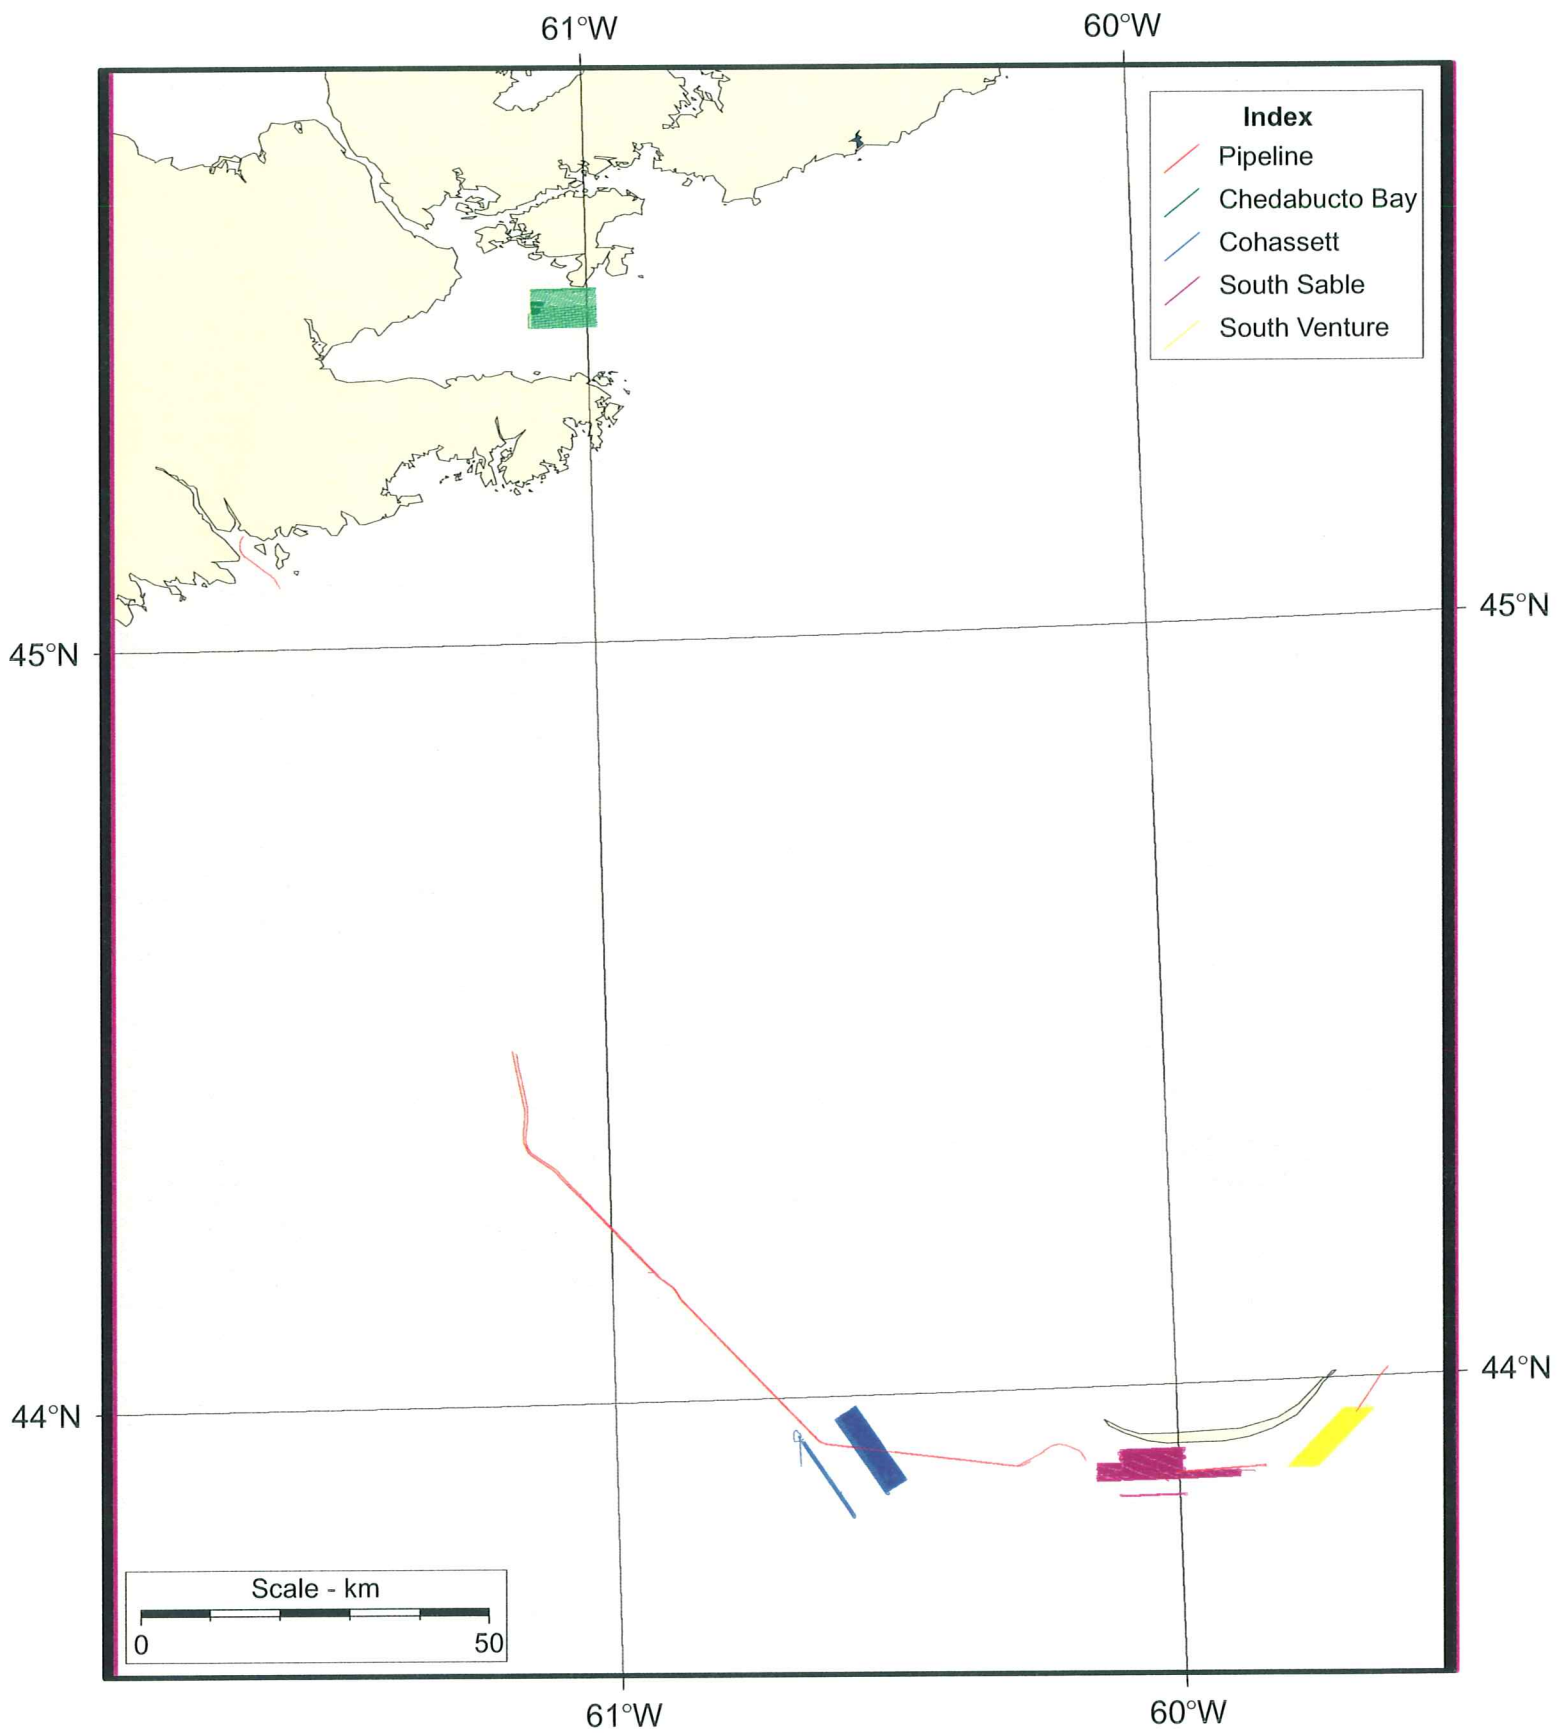 61°W
60°W
Index
Pipeline
Chedabucto Bay
Cohassett
South Sable
South Venture
45°N
45°N
44°N
44°N
Scale - km
0
50
61°W
60°W